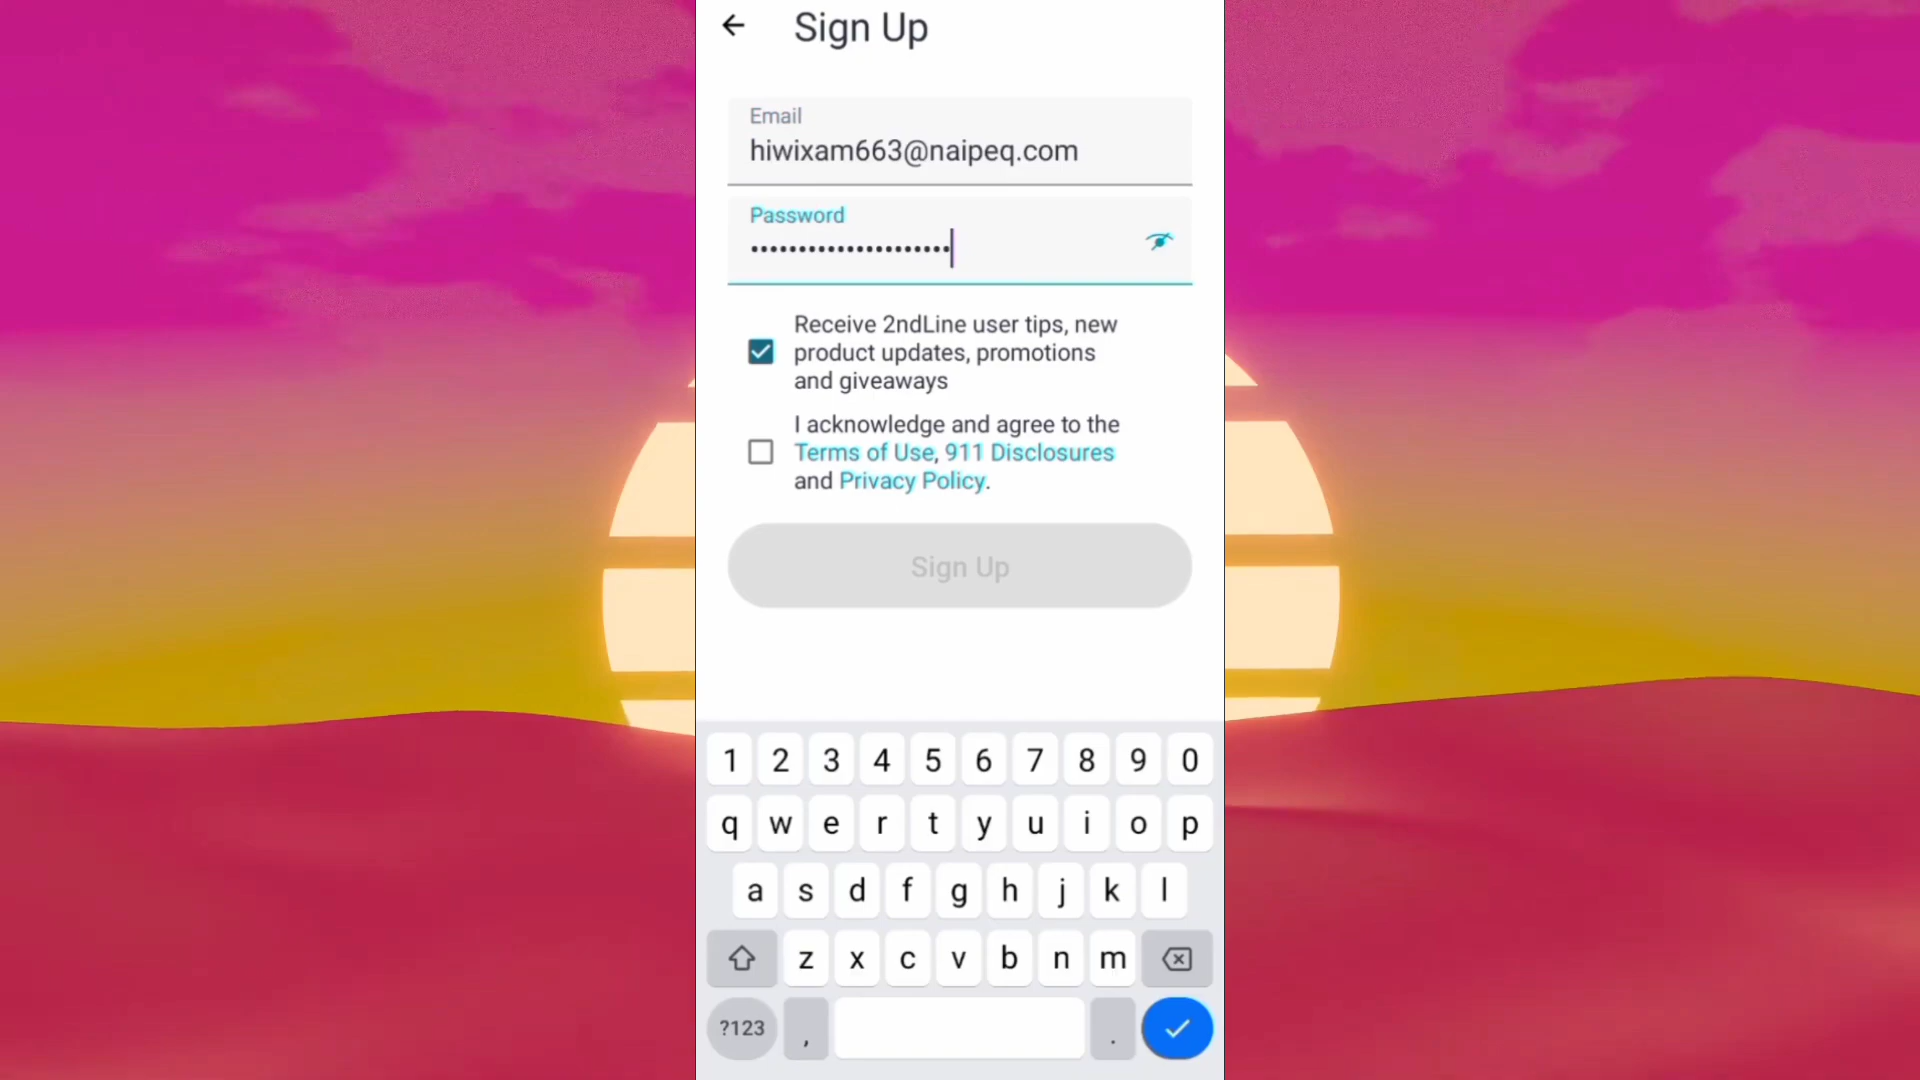 Sign Up
Email
hiwixam663@naipeq.com
Password
•••••••••••••••••••••
Receive 2ndLine user tips, new
product updates, promotions
and giveaways
I acknowledge and agree to the
Terms of Use, 911 Disclosures
and Privacy Policy.
Sign Up
1 2 3 4 5 6 7 8 9 0
q w e r t y u i o p
a s d f g h j k l
z x c v b n m
?123 , .